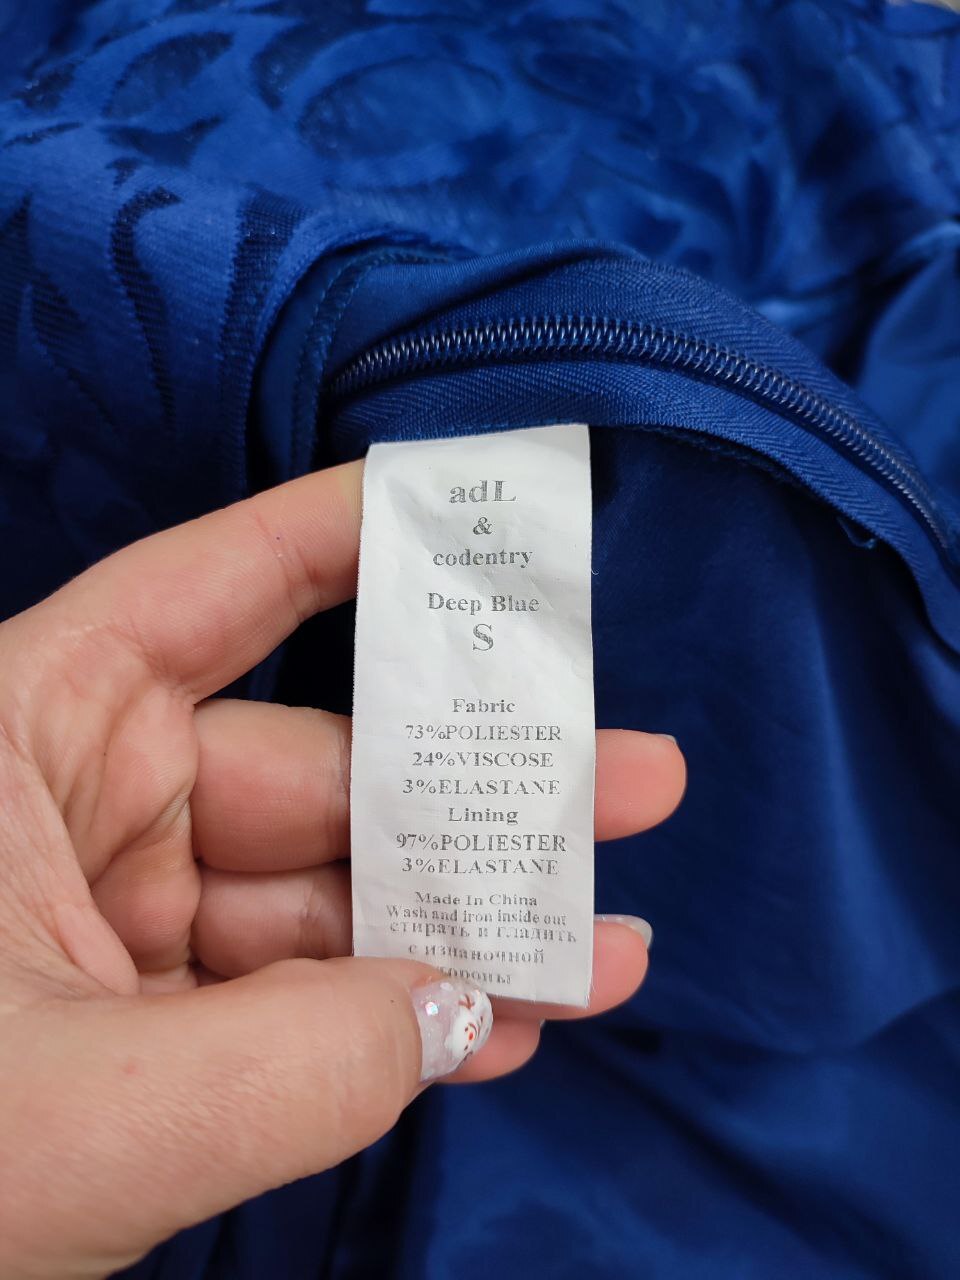 adL
&
codentry
Deep Blue
S
Fabric
73%POLIESTER
24%VISCOSE
3%ELASTANE
Lining
97%POLIESTER
3%ELASTANE
Made In China
Wash and iron inside out
стирать и гладить
с изнаночной
стороны